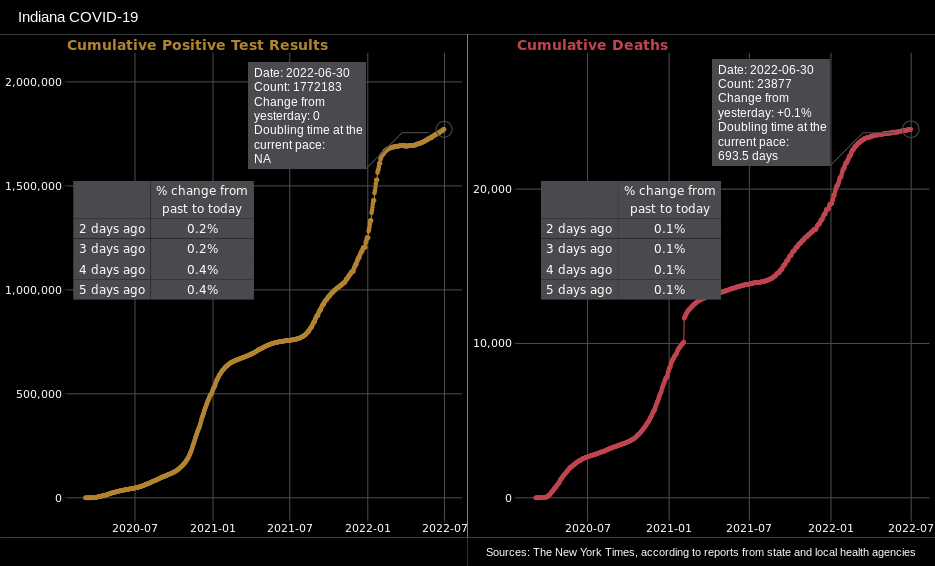 Indiana COVID-19
Cumulative Positive Test Results
2,000,000
1,500,000
1,000,000
500,000
0
Date: 2022-06-30
Count: 1772183
Change from
yesterday: 0
Doubling time at the
current pace:
NA
% change from
past to today
2 days ago 0.2%
3 days ago 0.2%
4 days ago 0.4%
5 days ago 0.4%
2020-07 2021-01 2021-07 2022-01 2022-07
Cumulative Deaths
20,000
10,000
0
Date: 2022-06-30
Count: 23877
Change from
yesterday: +0.1%
Doubling time at the
current pace:
693.5 days
% change from
past to today
2 days ago 0.1%
3 days ago 0.1%
4 days ago 0.1%
5 days ago 0.1%
2020-07 2021-01 2021-07 2022-01 2022-07
Sources: The New York Times, according to reports from state and local health agencies